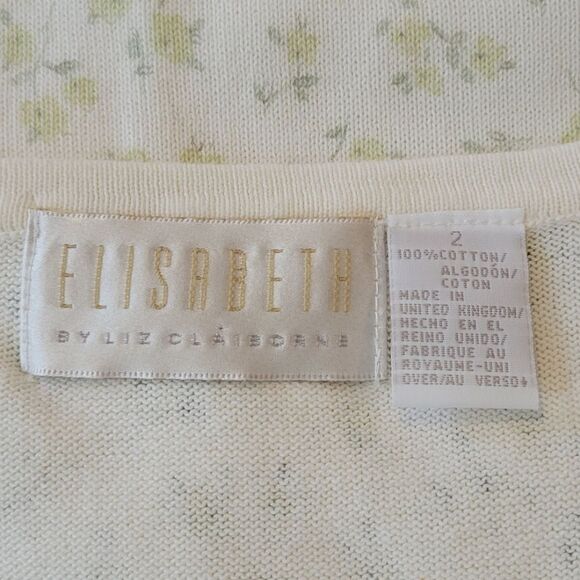 ELISABETH
BY LIZ CLAIBORNE
2
100% COTTON/
ALGODÓN/
COTON
MADE IN
UNITED KINGDOM/
HECHO EN EL
REINO UNIDO/
FABRIQUE AU
ROYAUME-UNI
OVER/AU VERSO↓